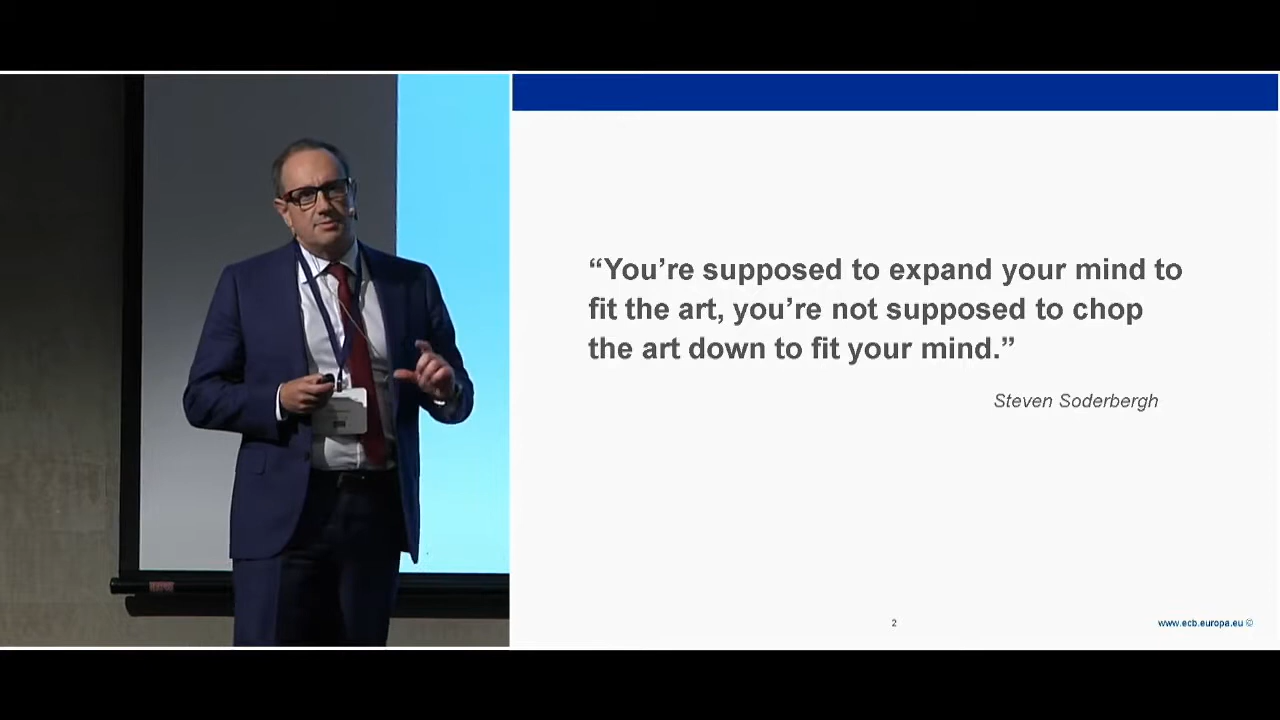 “You’re supposed to expand your mind to
fit the art, you’re not supposed to chop
the art down to fit your mind.”
Steven Soderbergh
2
www.ecb.europa.eu ©